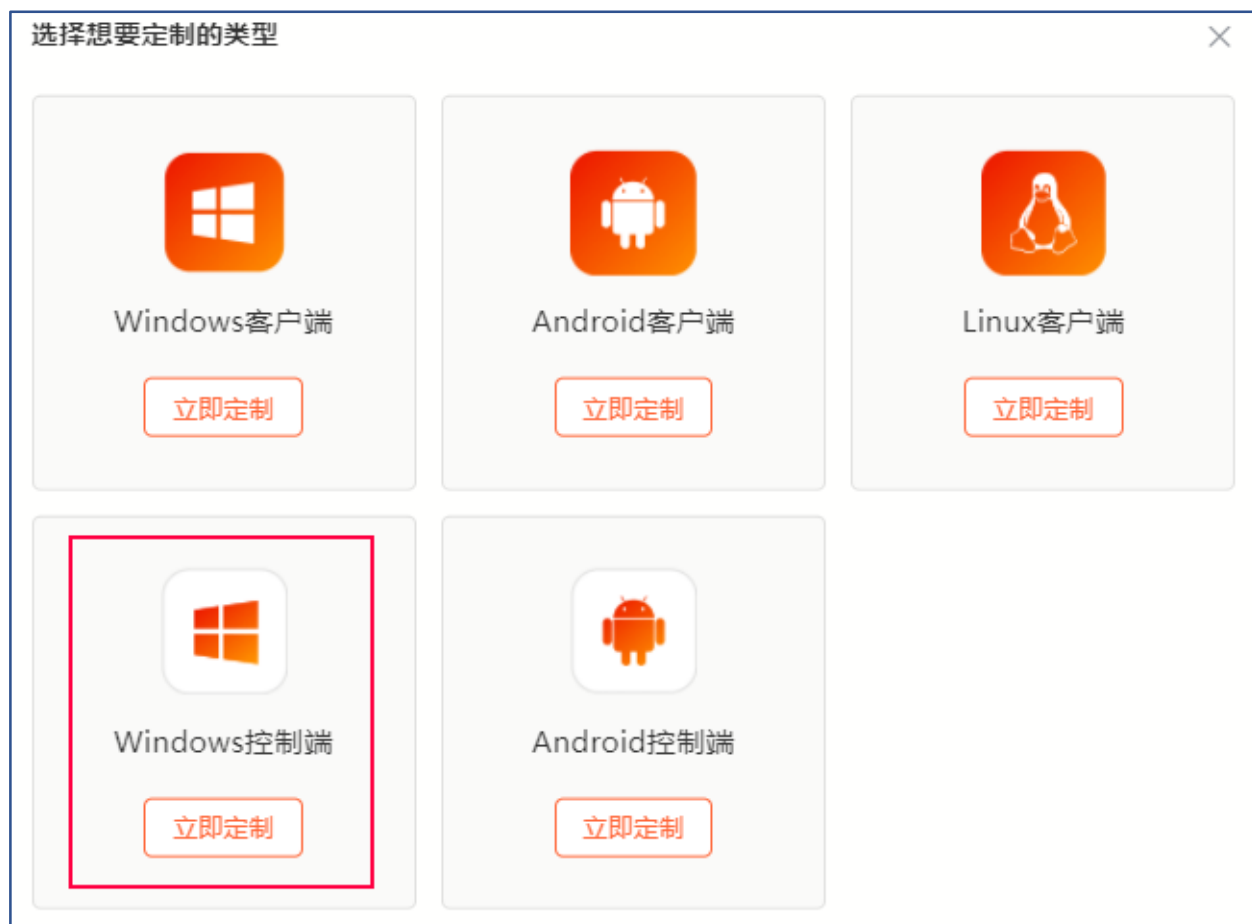 选择想要定制的类型
Windows客户端
Android客户端
Linux客户端
立即定制
立即定制
立即定制
Windows控制端
Android控制端
立即定制
立即定制